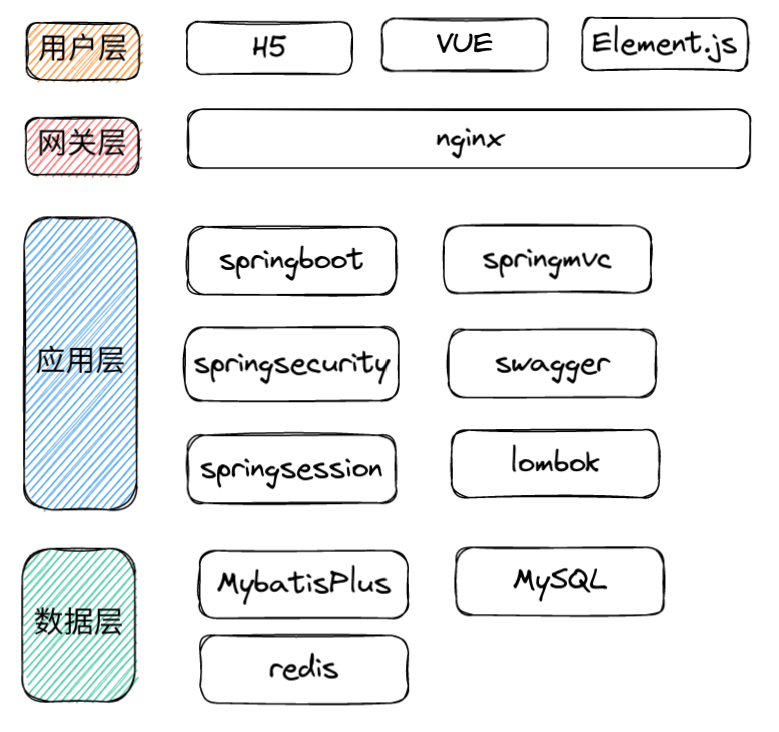 用户层
H5
VUE
Element.js
网关层
nginx
应用层
springboot
springmvc
springsecurity
swagger
springsession
lombok
数据层
MybatisPlus
MySQL
redis